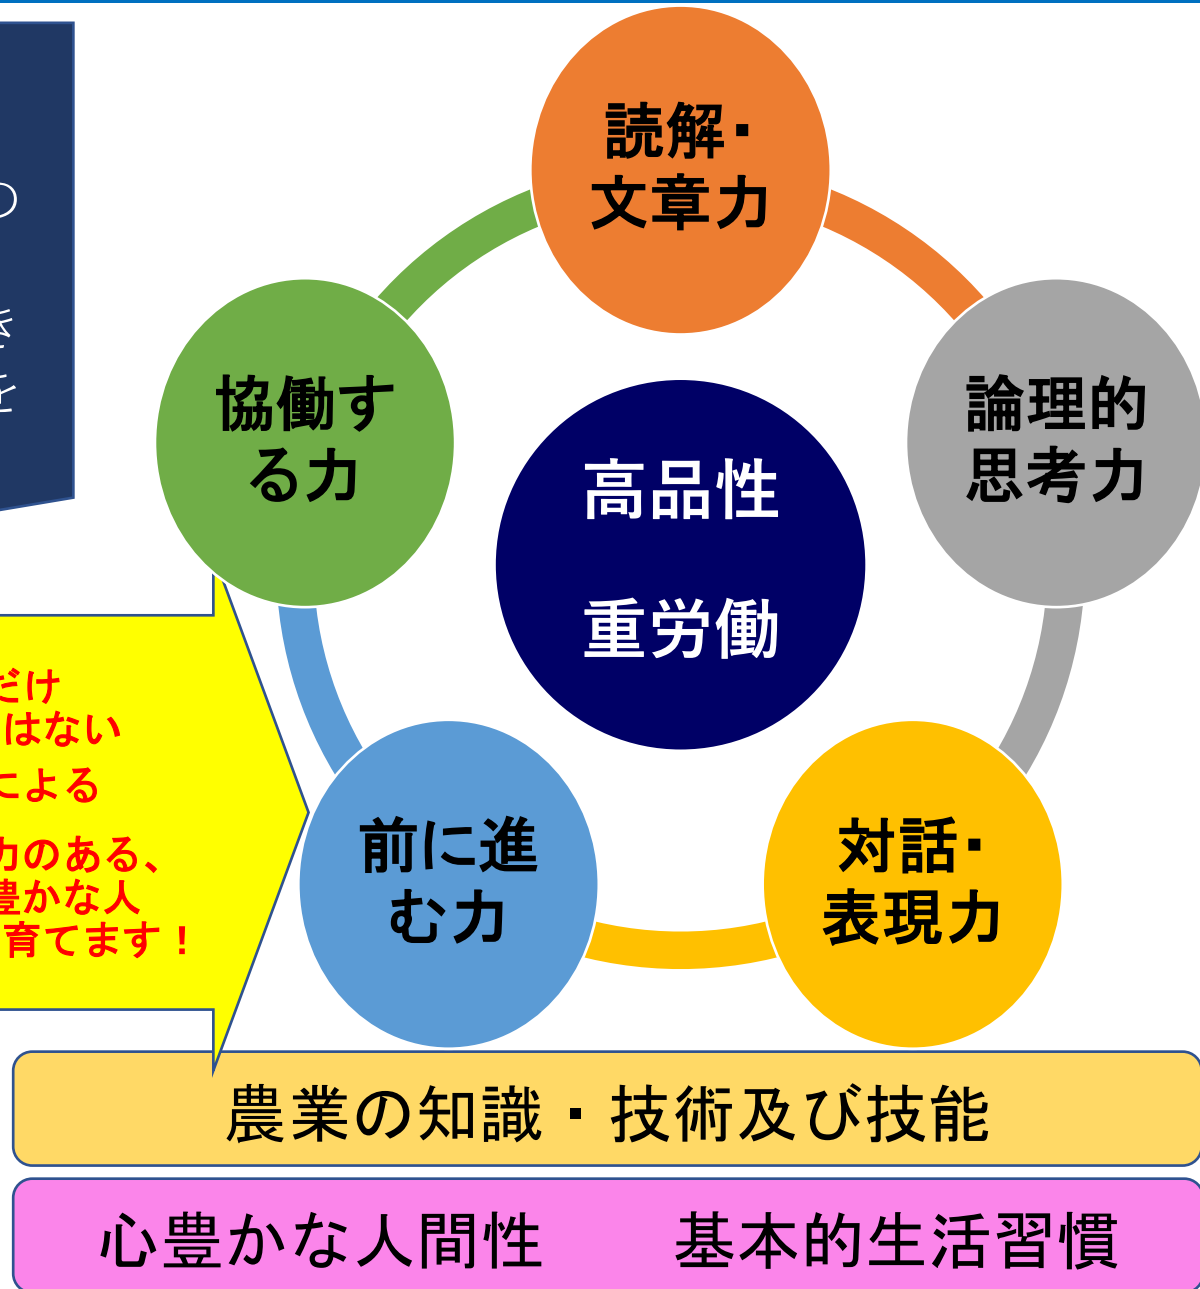 読解・
文章力
協働す
る力
論理的
思考力
高品性
重労働
だけ
はない
による
力のある、
豊かな人
育てます！
前に進
む力
対話・
表現力
農業の知識・技術及び技能
心豊かな人間性　基本的生活習慣